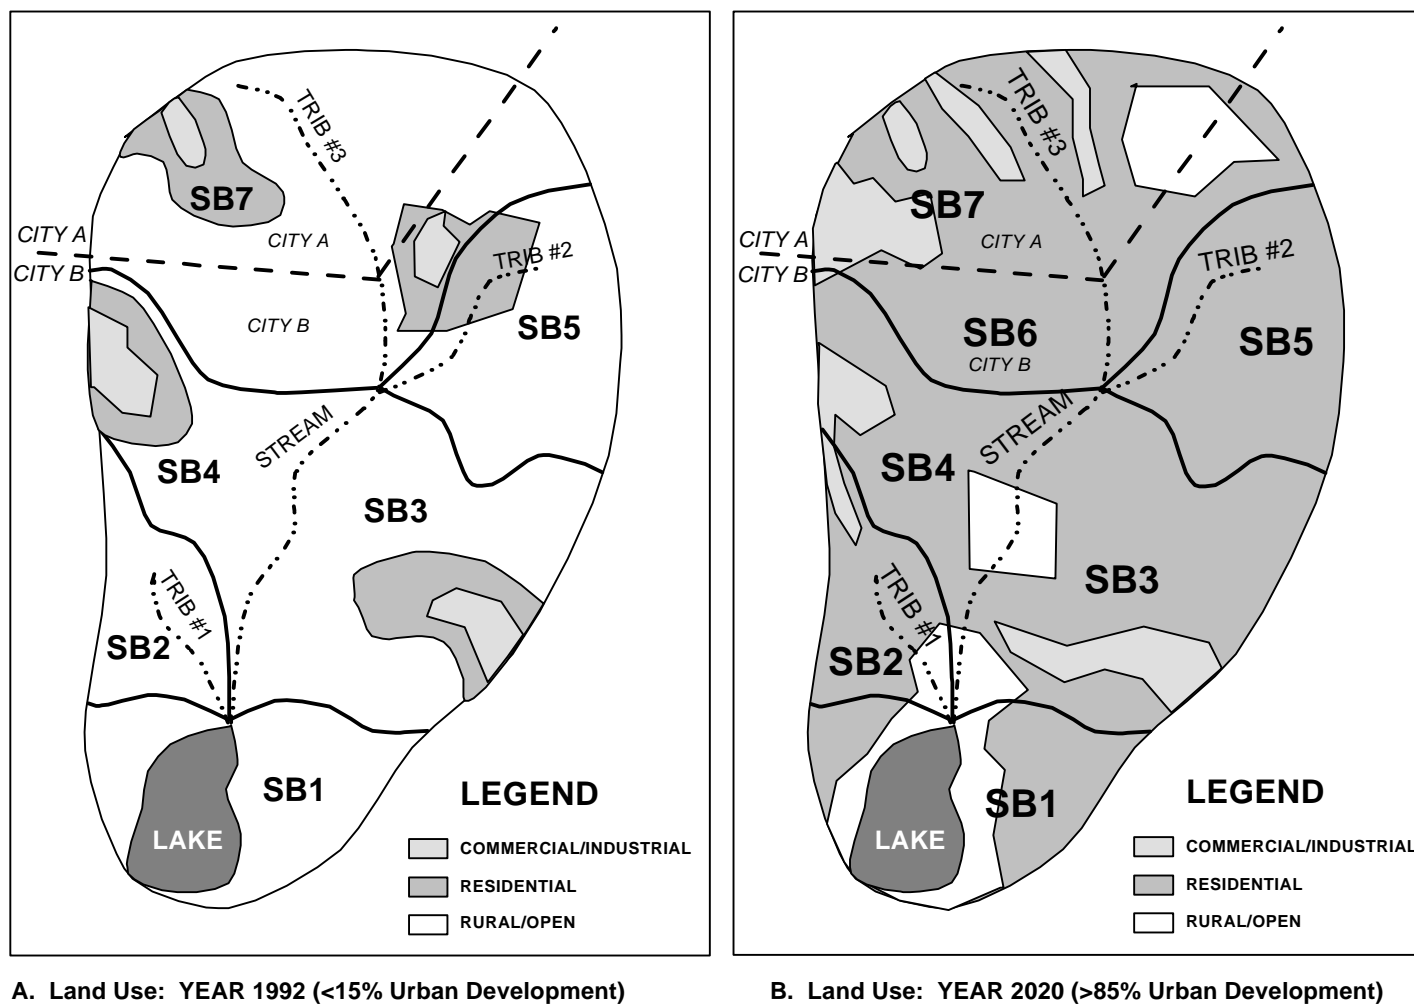 TRIB #3
SB7
CITY A
CITY A
CITY B
TRIB #2
CITY B
SB5
STREAM
SB4
SB3
TRIB #1
SB2
SB1
LAKE
LEGEND
COMMERCIAL/INDUSTRIAL
RESIDENTIAL
RURAL/OPEN
A. Land Use: YEAR 1992 (<15% Urban Development)
TRIB #3
SB7
CITY A
CITY A
CITY B
TRIB #2
SB6
CITY B
SB5
STREAM
SB4
SB3
TRIB #1
SB2
SB1
LAKE
LEGEND
COMMERCIAL/INDUSTRIAL
RESIDENTIAL
RURAL/OPEN
B. Land Use: YEAR 2020 (>85% Urban Development)